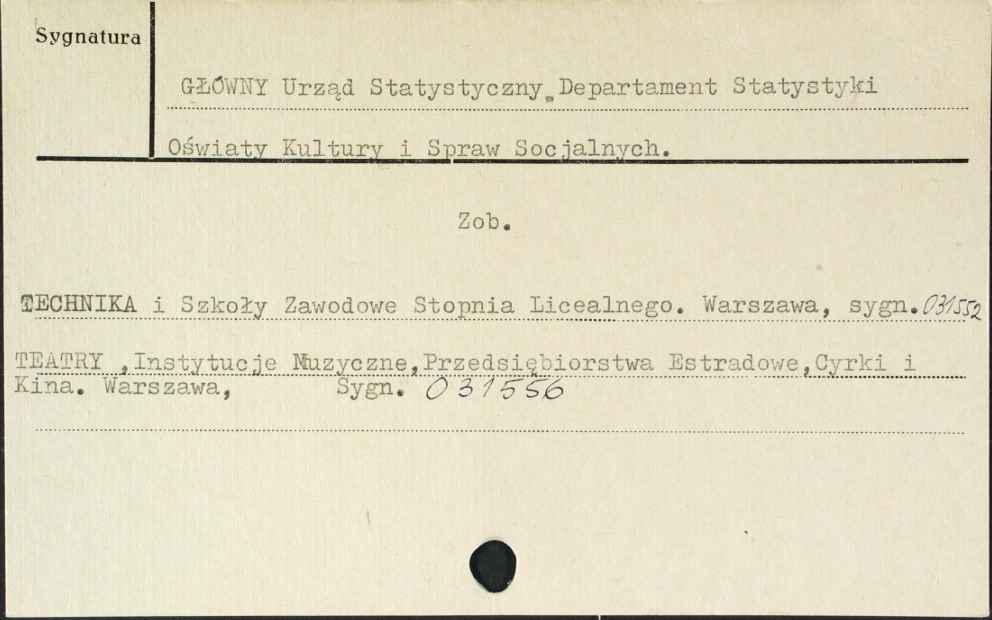 Sygnatura
GŁÓWNY Urząd Statystyczny.Departament Statystyki
Oświaty Kultury i Spraw Socjalnych.
Zob.
TECHNIKA i Szkoły Zawodowe Stopnia Licealnego. Warszawa, sygn.031552
TEATRY ,Instytucje Muzyczne,Przedsiębiorstwa Estradowe,Cyrki i
Kina. Warszawa, Sygn. 031556